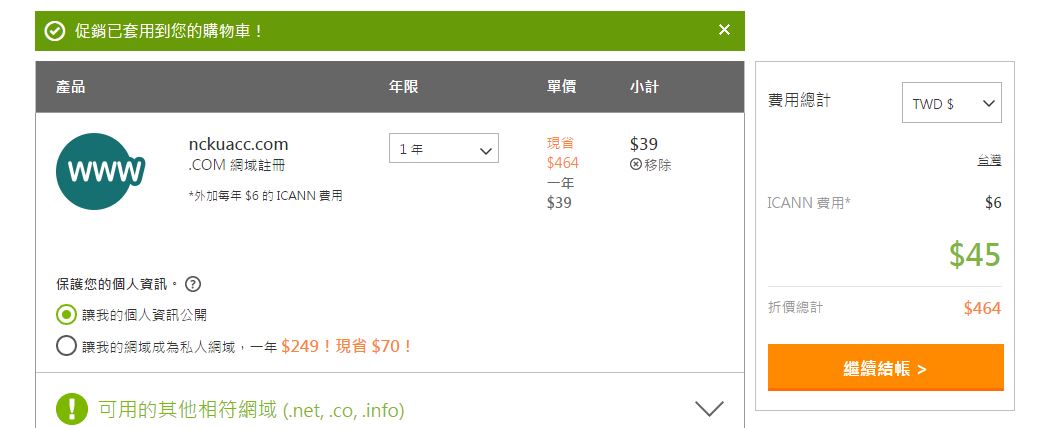 促銷已套用到您的購物車！
產品 年限 單價 小計
www
nckuacc.com
.COM 網域註冊
*外加每年 $6 的 ICANN 費用
1 年
現省
$464
一年
$39
$39
移除
保護您的個人資訊。
讓我的個人資訊公開
讓我的網域成為私人網域，一年 $249！現省 $70！
可用的其他相符網域 (.net, .co, .info)
費用總計 TWD $
台灣
ICANN 費用* $6
$45
折價總計 $464
繼續結帳 >